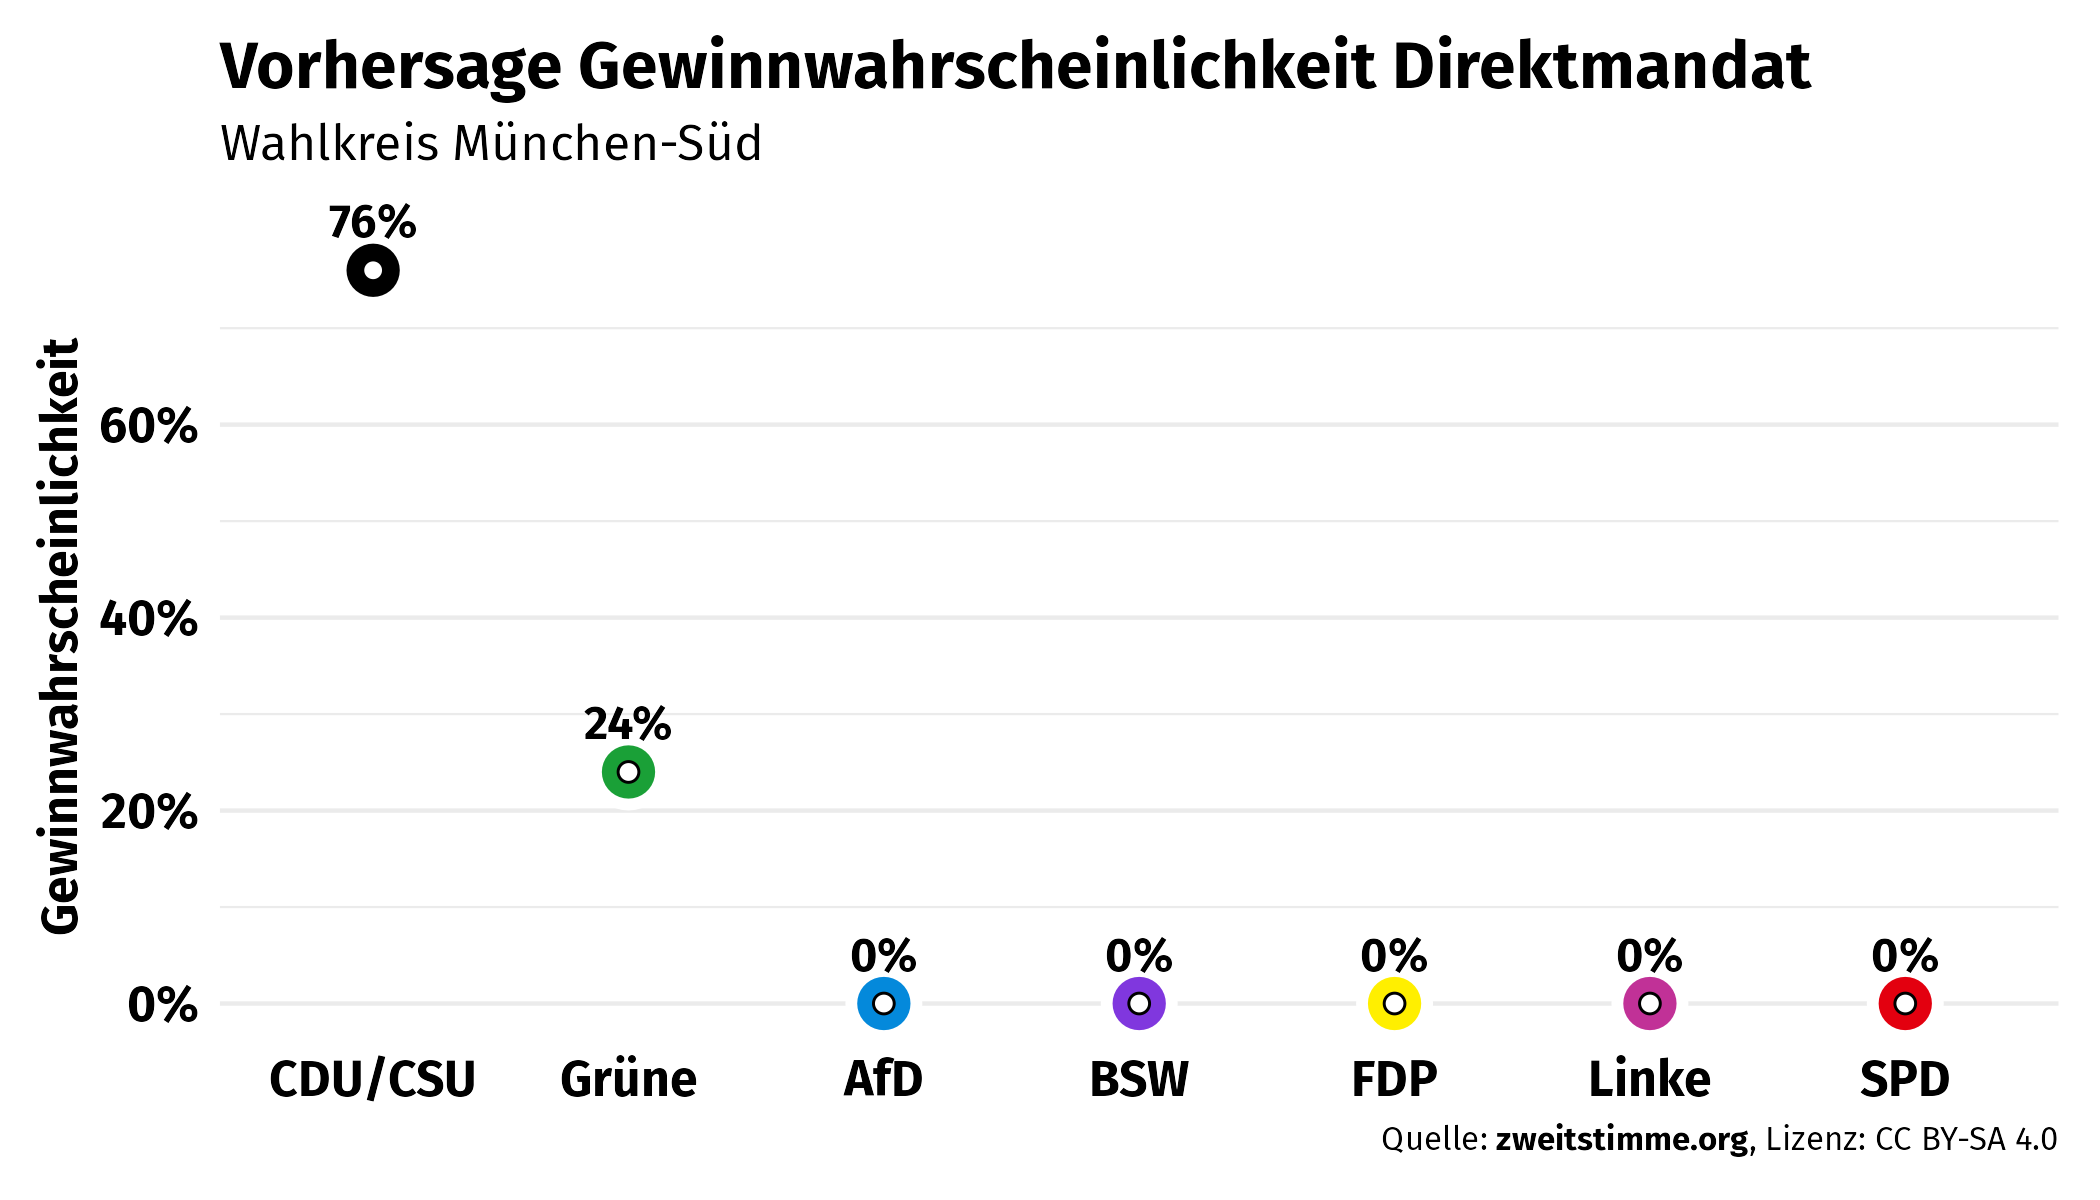 Vorhersage Gewinnwahrscheinlichkeit Direktmandat
Wahlkreis München-Süd
Gewinnwahrscheinlichkeit
76%
60%
40%
24%
20%
0% 0% 0% 0% 0%
0%
CDU/CSU Grüne AfD BSW FDP Linke SPD
Quelle: zweitstimme.org, Lizenz: CC BY-SA 4.0